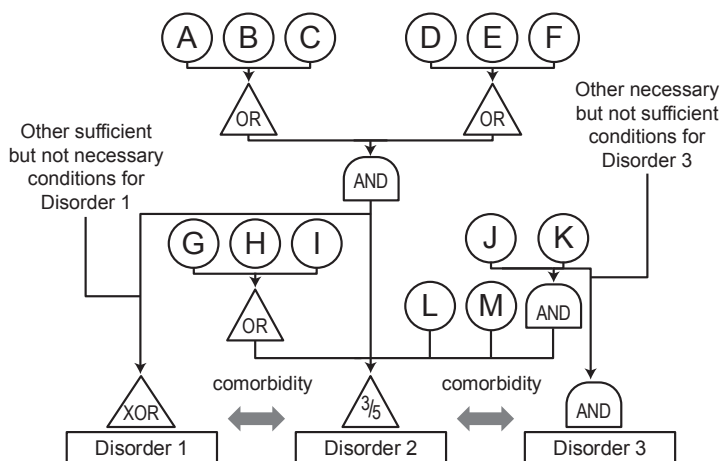 A B C D E F
OR OR
Other sufficient
but not necessary
conditions for
Disorder 1
Other necessary
but not sufficient
conditions for
Disorder 3
AND
G H I J K
OR L M AND
comorbidity comorbidity
XOR 3/5 AND
Disorder 1 Disorder 2 Disorder 3